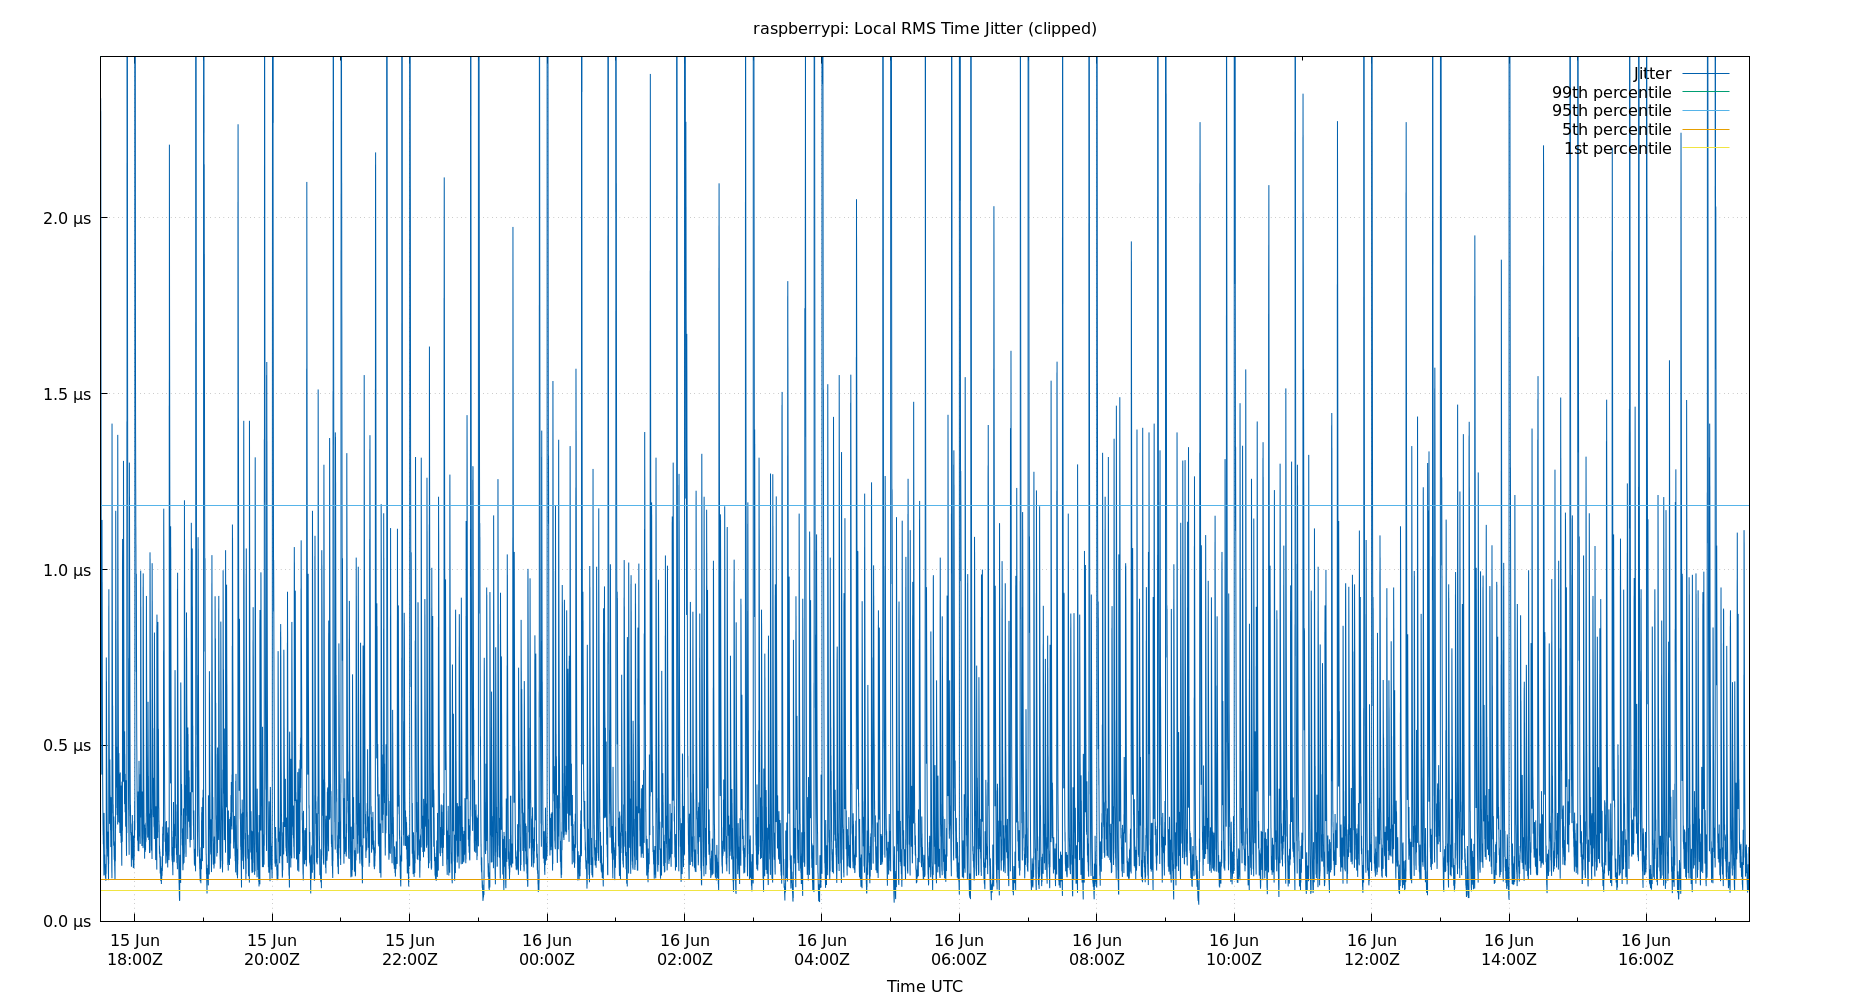 raspberrypi: Local RMS Time Jitter (clipped)
Jitter
99th percentile
95th percentile
5th percentile
1st percentile
2.0 µs
1.5 µs
1.0 µs
0.5 µs
0.0 µs
15 Jun 15 Jun 15 Jun 16 Jun 16 Jun 16 Jun 16 Jun 16 Jun 16 Jun 16 Jun 16 Jun 16 Jun
18:00Z 20:00Z 22:00Z 00:00Z 02:00Z 04:00Z 06:00Z 08:00Z 10:00Z 12:00Z 14:00Z 16:00Z
Time UTC